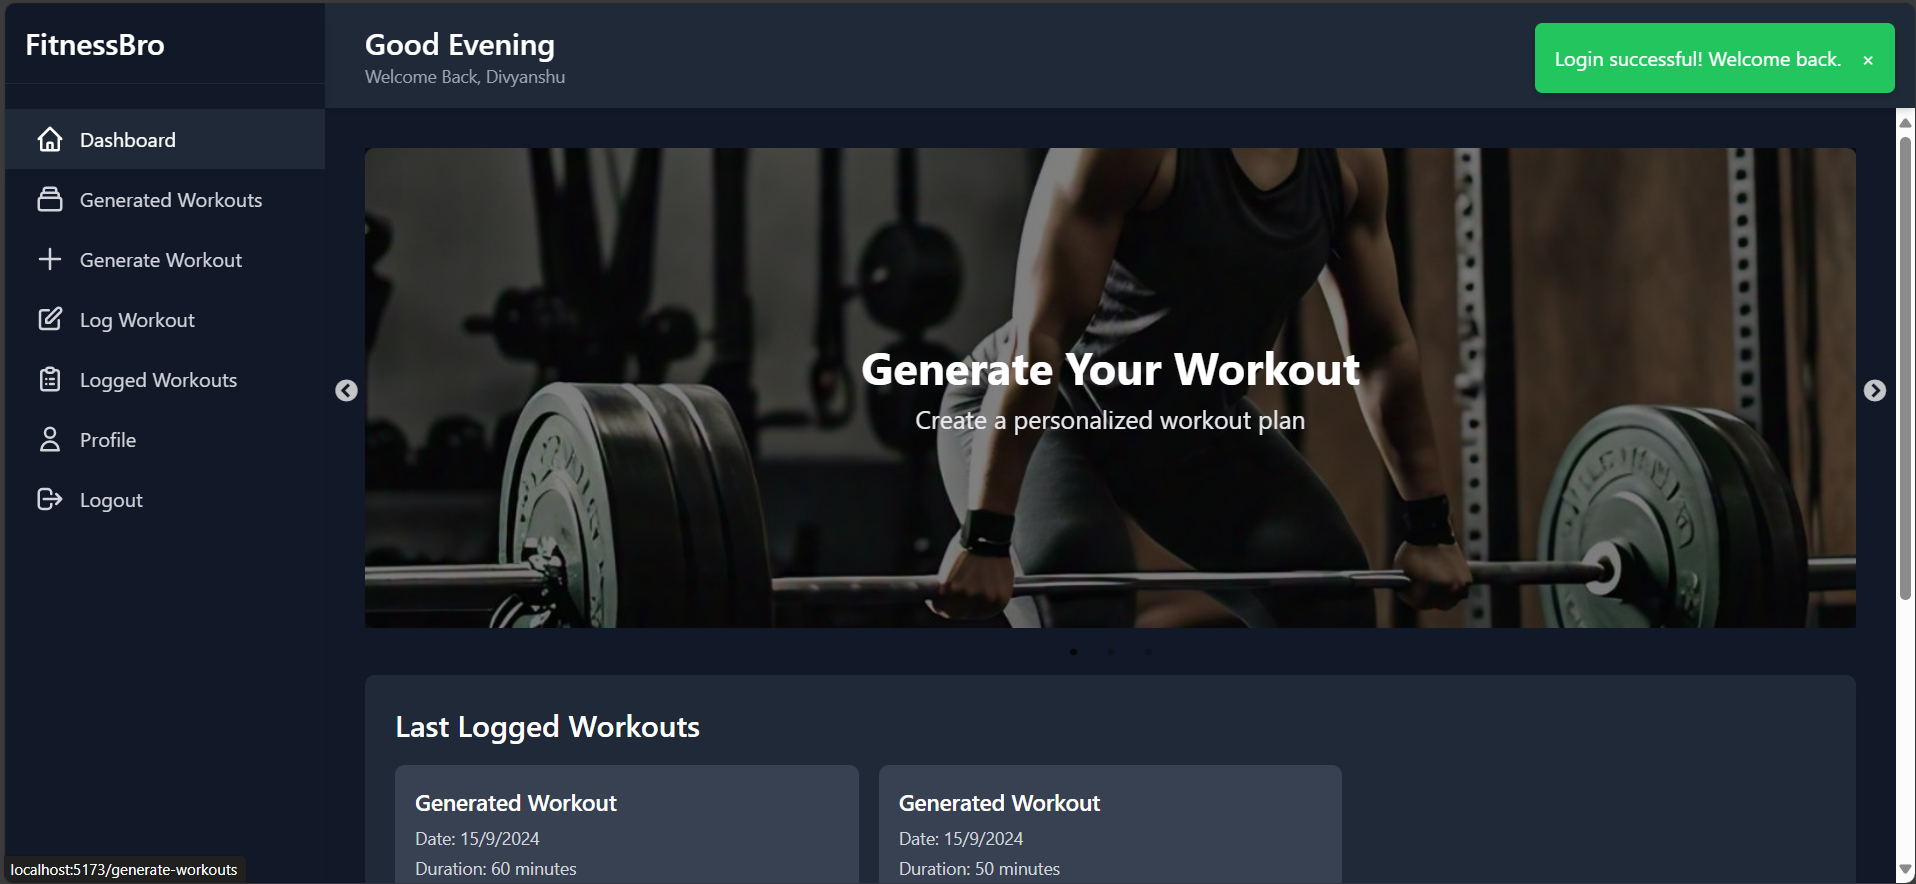 FitnessBro
Good Evening
Welcome Back, Divyanshu
Login successful! Welcome back. ×
Dashboard
Generated Workouts
Generate Workout
Log Workout
Logged Workouts
Profile
Logout
Generate Your Workout
Create a personalized workout plan
Last Logged Workouts
Generated Workout
Date: 15/9/2024
Duration: 60 minutes
Generated Workout
Date: 15/9/2024
Duration: 50 minutes
localhost:5173/generate-workouts